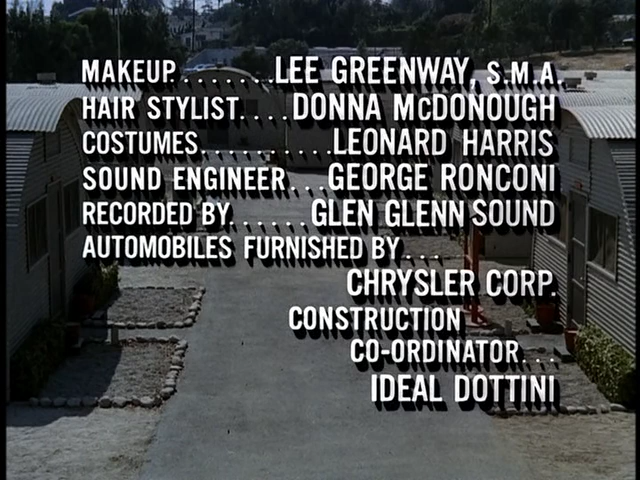 MAKEUP.......LEE GREENWAY, S.M.A.
HAIR STYLIST....DONNA McDONOUGH
COSTUMES..........LEONARD HARRIS
SOUND ENGINEER...GEORGE RONCONI
RECORDED BY......GLEN GLENN SOUND
AUTOMOBILES FURNISHED BY...
CHRYSLER CORP.
CONSTRUCTION
CO-ORDINATOR...
IDEAL DOTTINI